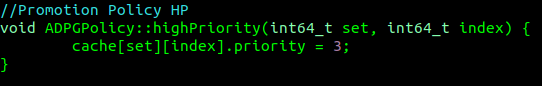 //Promotion Policy HP
void ADPGPolicy::highPriority(int64_t set, int64_t index) {
        cache[set][index].priority = 3;
}